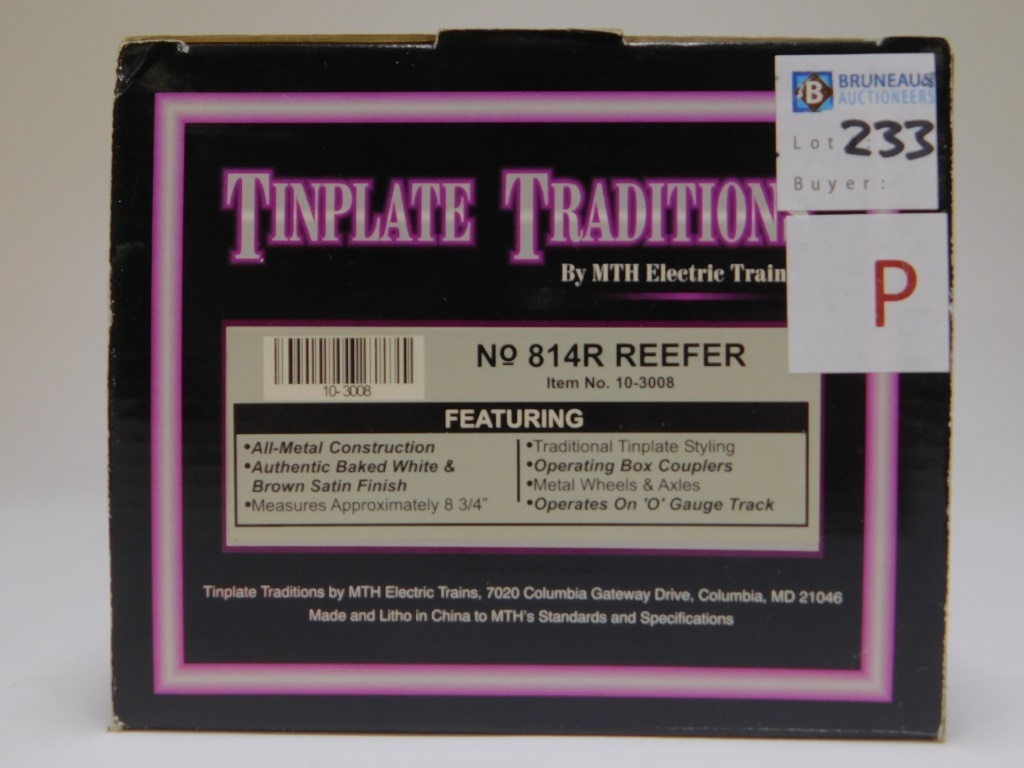 BRUNEAU &
AUCTIONEERS
Lot : 233
Buyer:
P
TINPLATE TRADITION
By MTH Electric Train
10-3008
Nº 814R REEFER
Item No. 10-3008
FEATURING
•All-Metal Construction
•Authentic Baked White &
Brown Satin Finish
•Measures Approximately 8 3/4"
•Traditional Tinplate Styling
•Operating Box Couplers
•Metal Wheels & Axles
•Operates On 'O' Gauge Track
Tinplate Traditions by MTH Electric Trains, 7020 Columbia Gateway Drive, Columbia, MD 21046
Made and Litho in China to MTH's Standards and Specifications